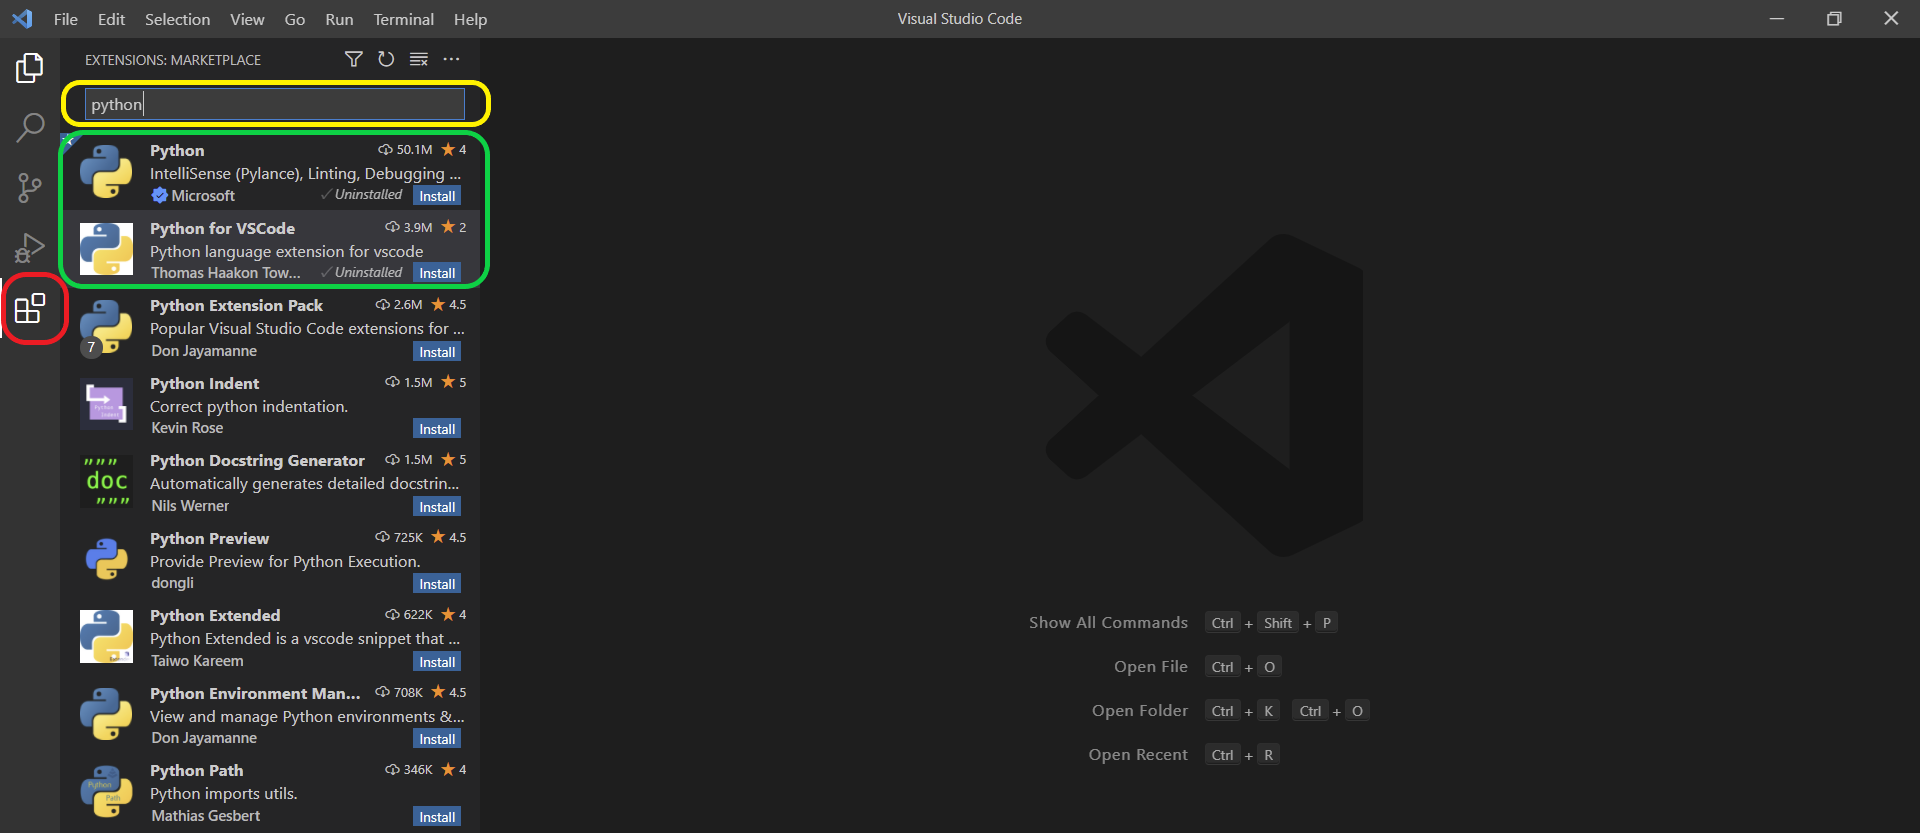 File Edit Selection View Go Run Terminal Help
Visual Studio Code
EXTENSIONS: MARKETPLACE
python
Python 50.1M 4
IntelliSense (Pylance), Linting, Debugging ...
Microsoft Uninstalled Install
Python for VSCode 3.9M 2
Python language extension for vscode
Thomas Haakon Tow... Uninstalled Install
Python Extension Pack 2.6M 4.5
Popular Visual Studio Code extensions for ...
7
Don Jayamanne Install
Python Indent 1.5M 5
Correct python indentation.
Kevin Rose Install
Python Docstring Generator 1.5M 5
"""
doc
"""
Automatically generates detailed docstrin...
Nils Werner Install
Python Preview 725K 4.5
Provide Preview for Python Execution.
dongli Install
Python Extended 622K 4
Python Extended is a vscode snippet that ...
Taiwo Kareem Install
Python Environment Man... 708K 4.5
View and manage Python environments &...
Don Jayamanne Install
Python Path 346K 4
Python imports utils.
Python
Path
Mathias Gesbert Install
Show All Commands Ctrl + Shift + P
Open File Ctrl + O
Open Folder Ctrl + K Ctrl + O
Open Recent Ctrl + R